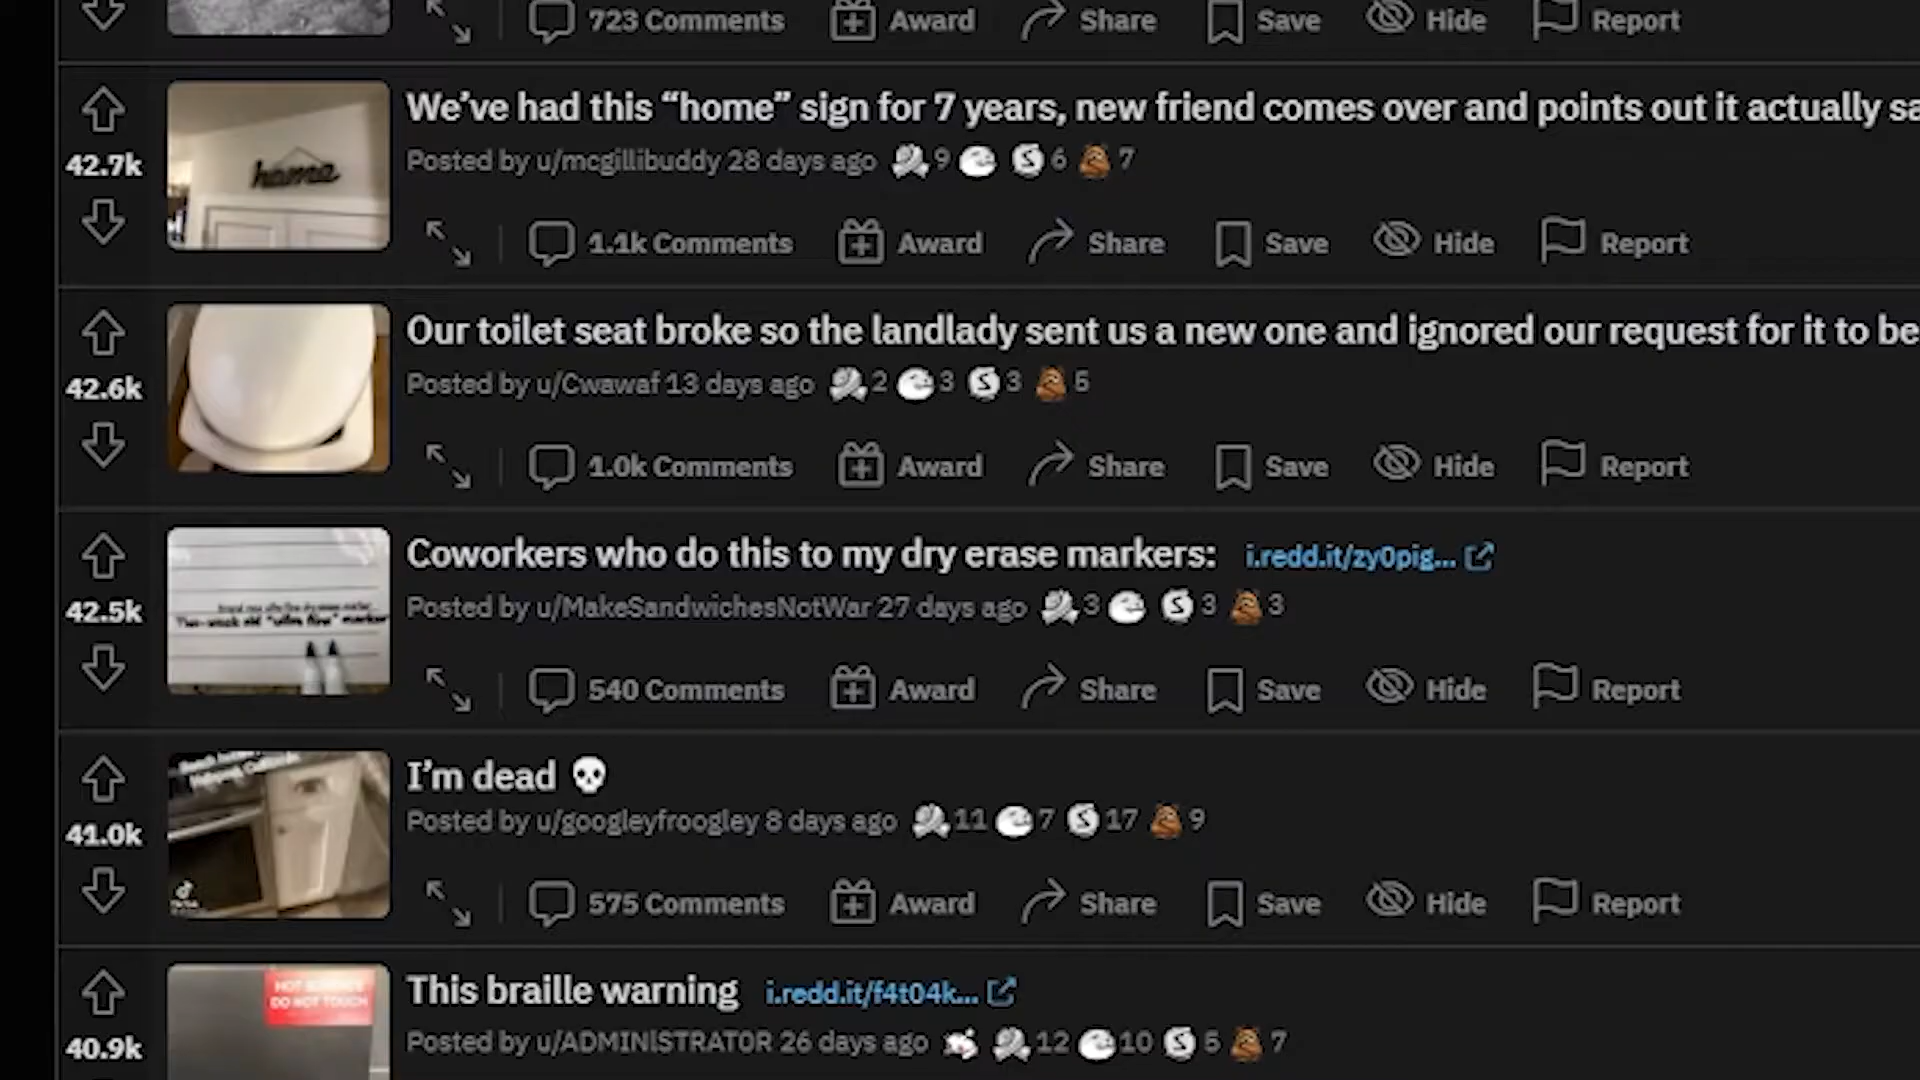 723 Comments Award Share Save Hide Report
We've had this “home” sign for 7 years, new friend comes over and points out it actually sa
42.7k
hama
Posted by u/mcgillibuddy 28 days ago 9 6 7
1.1k Comments Award Share Save Hide Report
Our toilet seat broke so the landlady sent us a new one and ignored our request for it to be
42.6k
Posted by u/Cwawaf 13 days ago 2 3 3 5
1.0k Comments Award Share Save Hide Report
Coworkers who do this to my dry erase markers: i.redd.it/zy0pig...
42.5k
Posted by u/MakeSandwichesNotWar 27 days ago 3 3 3
540 Comments Award Share Save Hide Report
I'm dead 💀
41.0k
Posted by u/googleyfroogley 8 days ago 11 7 17 9
575 Comments Award Share Save Hide Report
This braille warning i.redd.it/f4t04k...
HOT SURFACE
DO NOT TOUCH
40.9k
Posted by u/ADMINlSTRAT0R 26 days ago 12 10 5 7